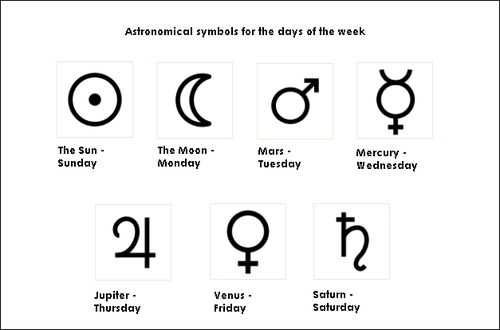 Astronomical symbols for the days of the week
The Sun -
Sunday
The Moon -
Monday
Mars -
Tuesday
Mercury -
Wednesday
Jupiter -
Thursday
Venus -
Friday
Saturn -
Saturday